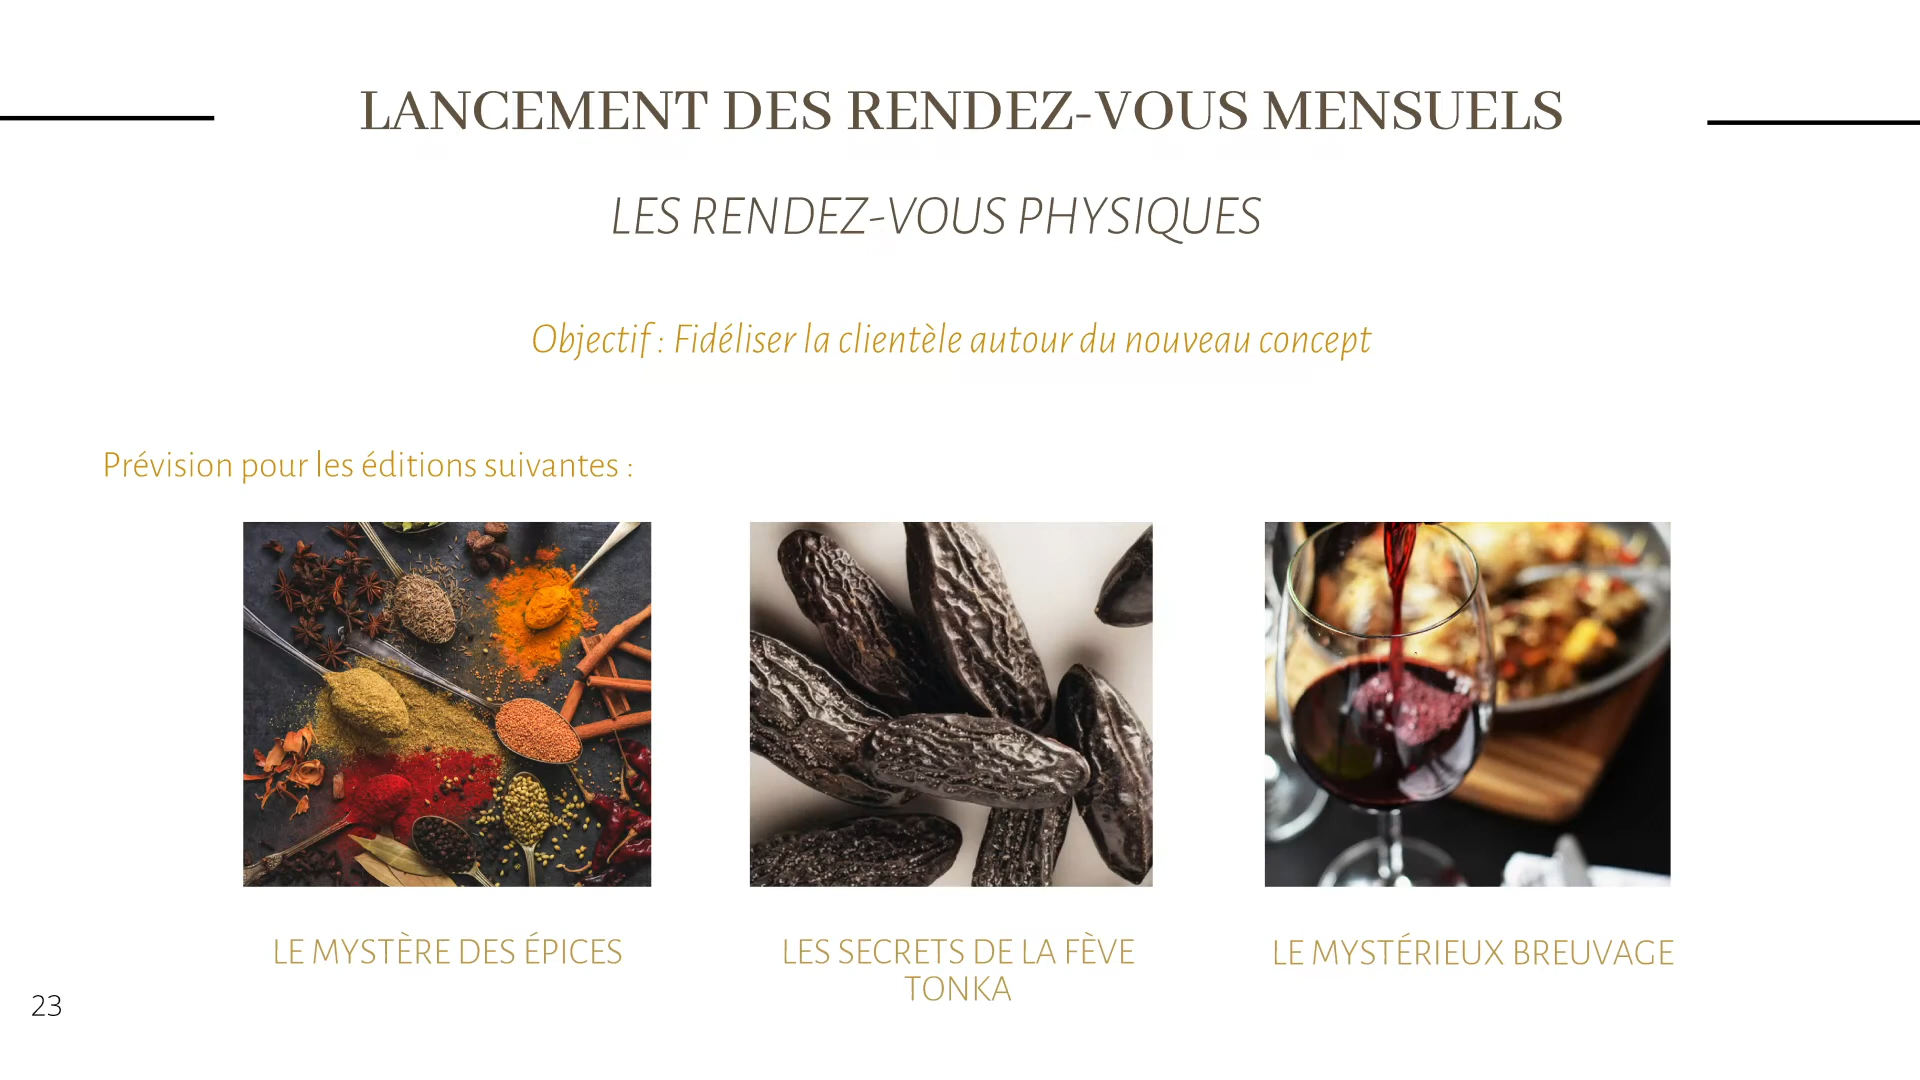 LANCEMENT DES RENDEZ-VOUS MENSUELS
LES RENDEZ-VOUS PHYSIQUES
Objectif : Fidéliser la clientèle autour du nouveau concept
Prévision pour les éditions suivantes :
LE MYSTÈRE DES ÉPICES
LES SECRETS DE LA FÈVE
TONKA
LE MYSTÉRIEUX BREUVAGE
23